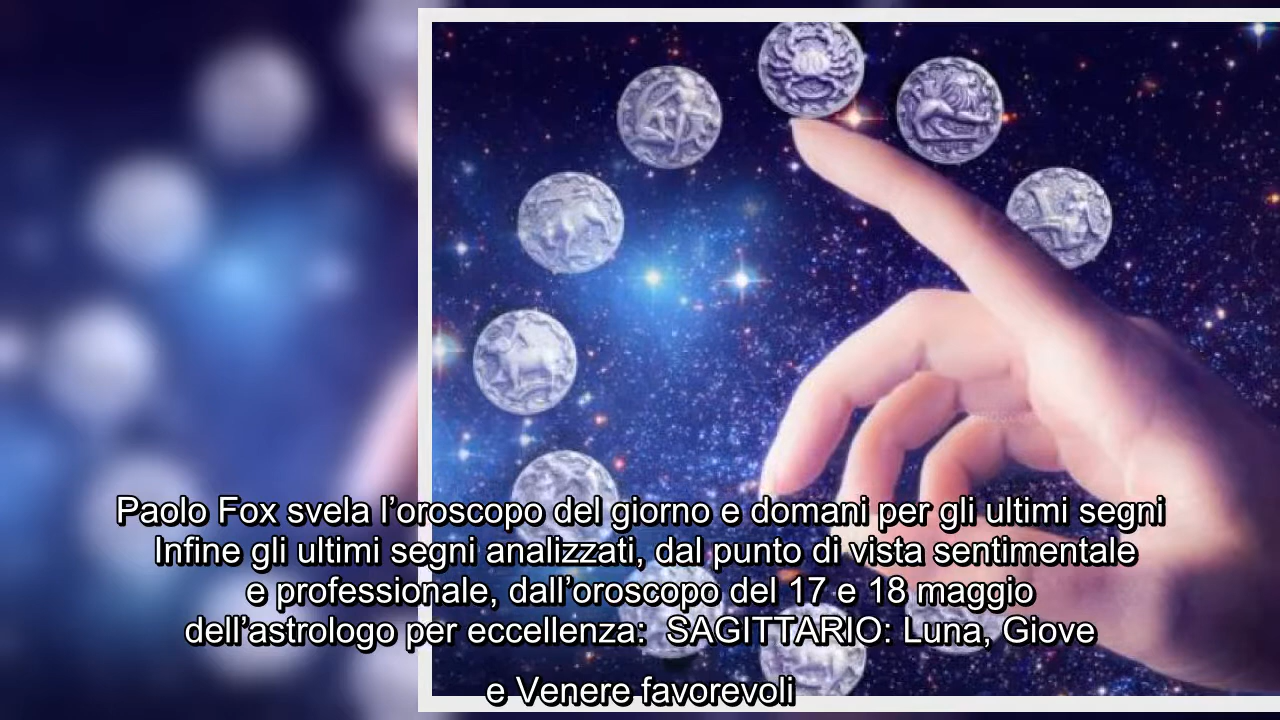 Paolo Fox svela l’oroscopo del giorno e domani per gli ultimi segni
Infine gli ultimi segni analizzati, dal punto di vista sentimentale
e professionale, dall’oroscopo del 17 e 18 maggio
dell’astrologo per eccellenza:  SAGITTARIO: Luna, Giove
e Venere favorevoli